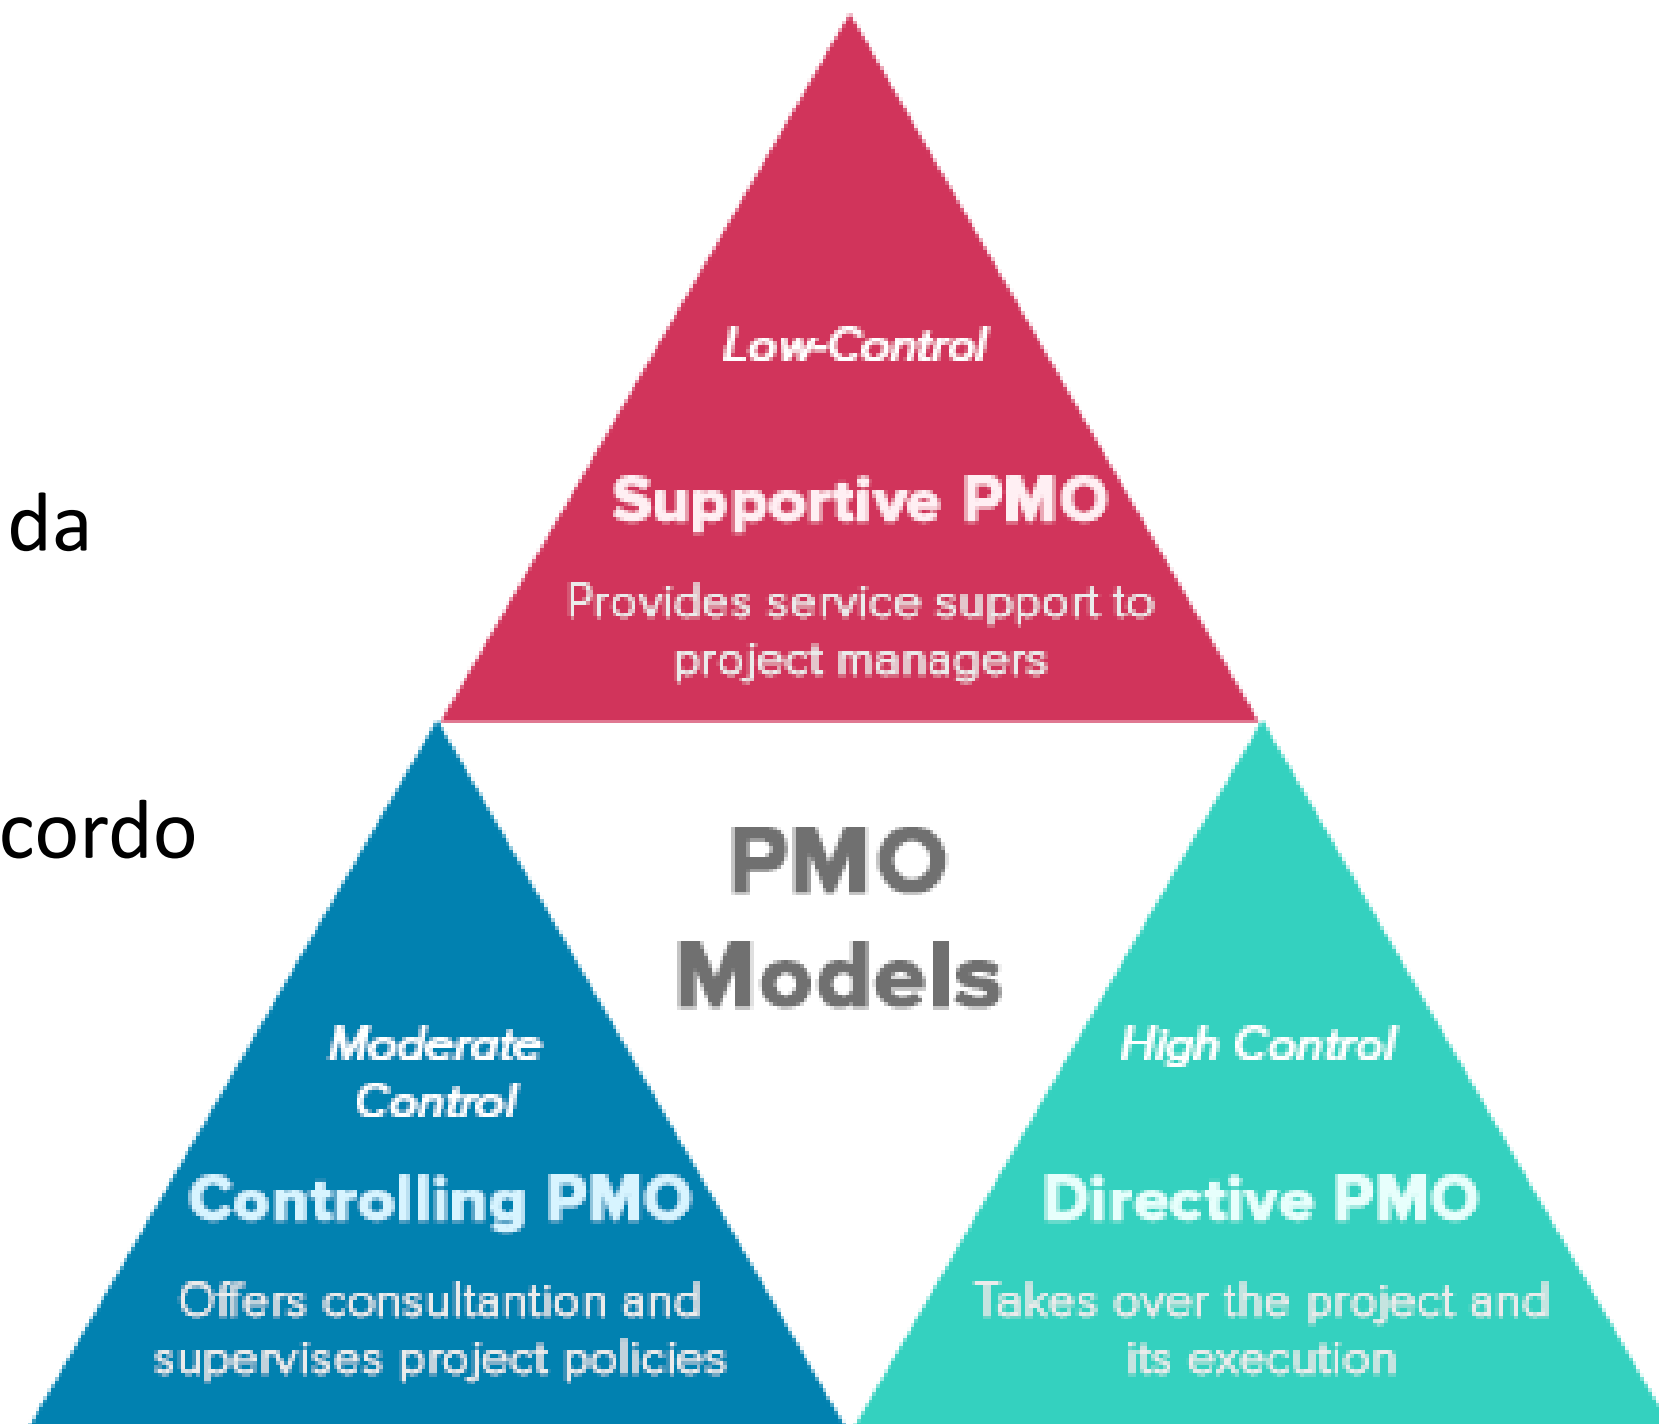 Low-Control
Supportive PMO
da
Provides service support to
project managers
cordo
PMO
Models
Moderate
Control
Controlling PMO
Offers consultantion and
supervises project policies
High Control
Directive PMO
Takes over the project and
its execution